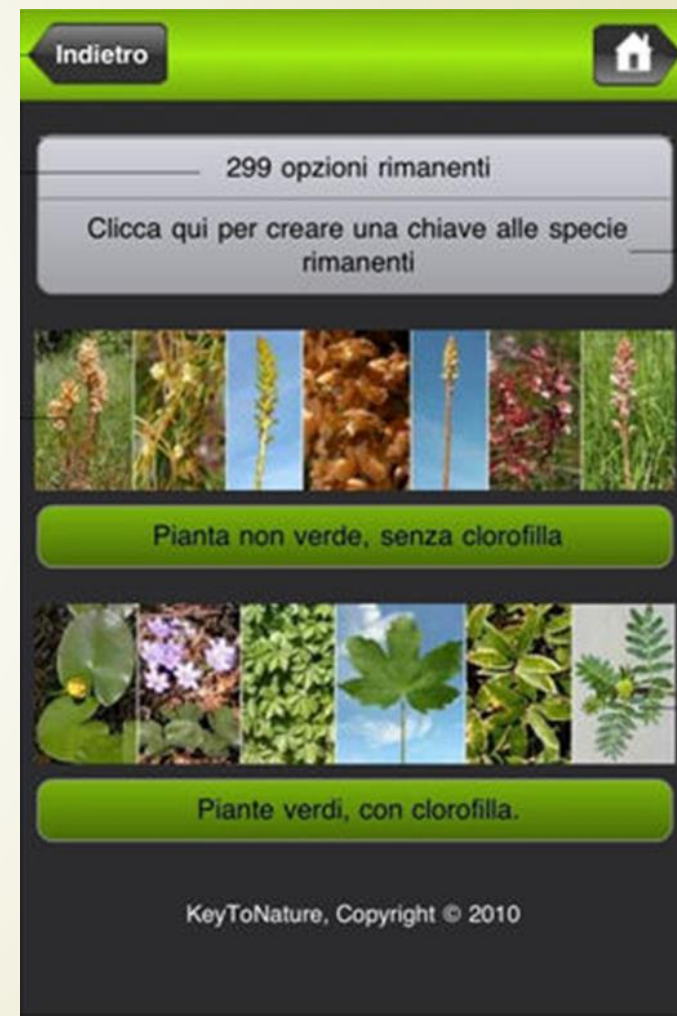 Indietro
299 opzioni rimanenti
Clicca qui per creare una chiave alle specie
rimanenti
Pianta non verde, senza clorofilla
Piante verdi, con clorofilla.
KeyToNature, Copyright © 2010